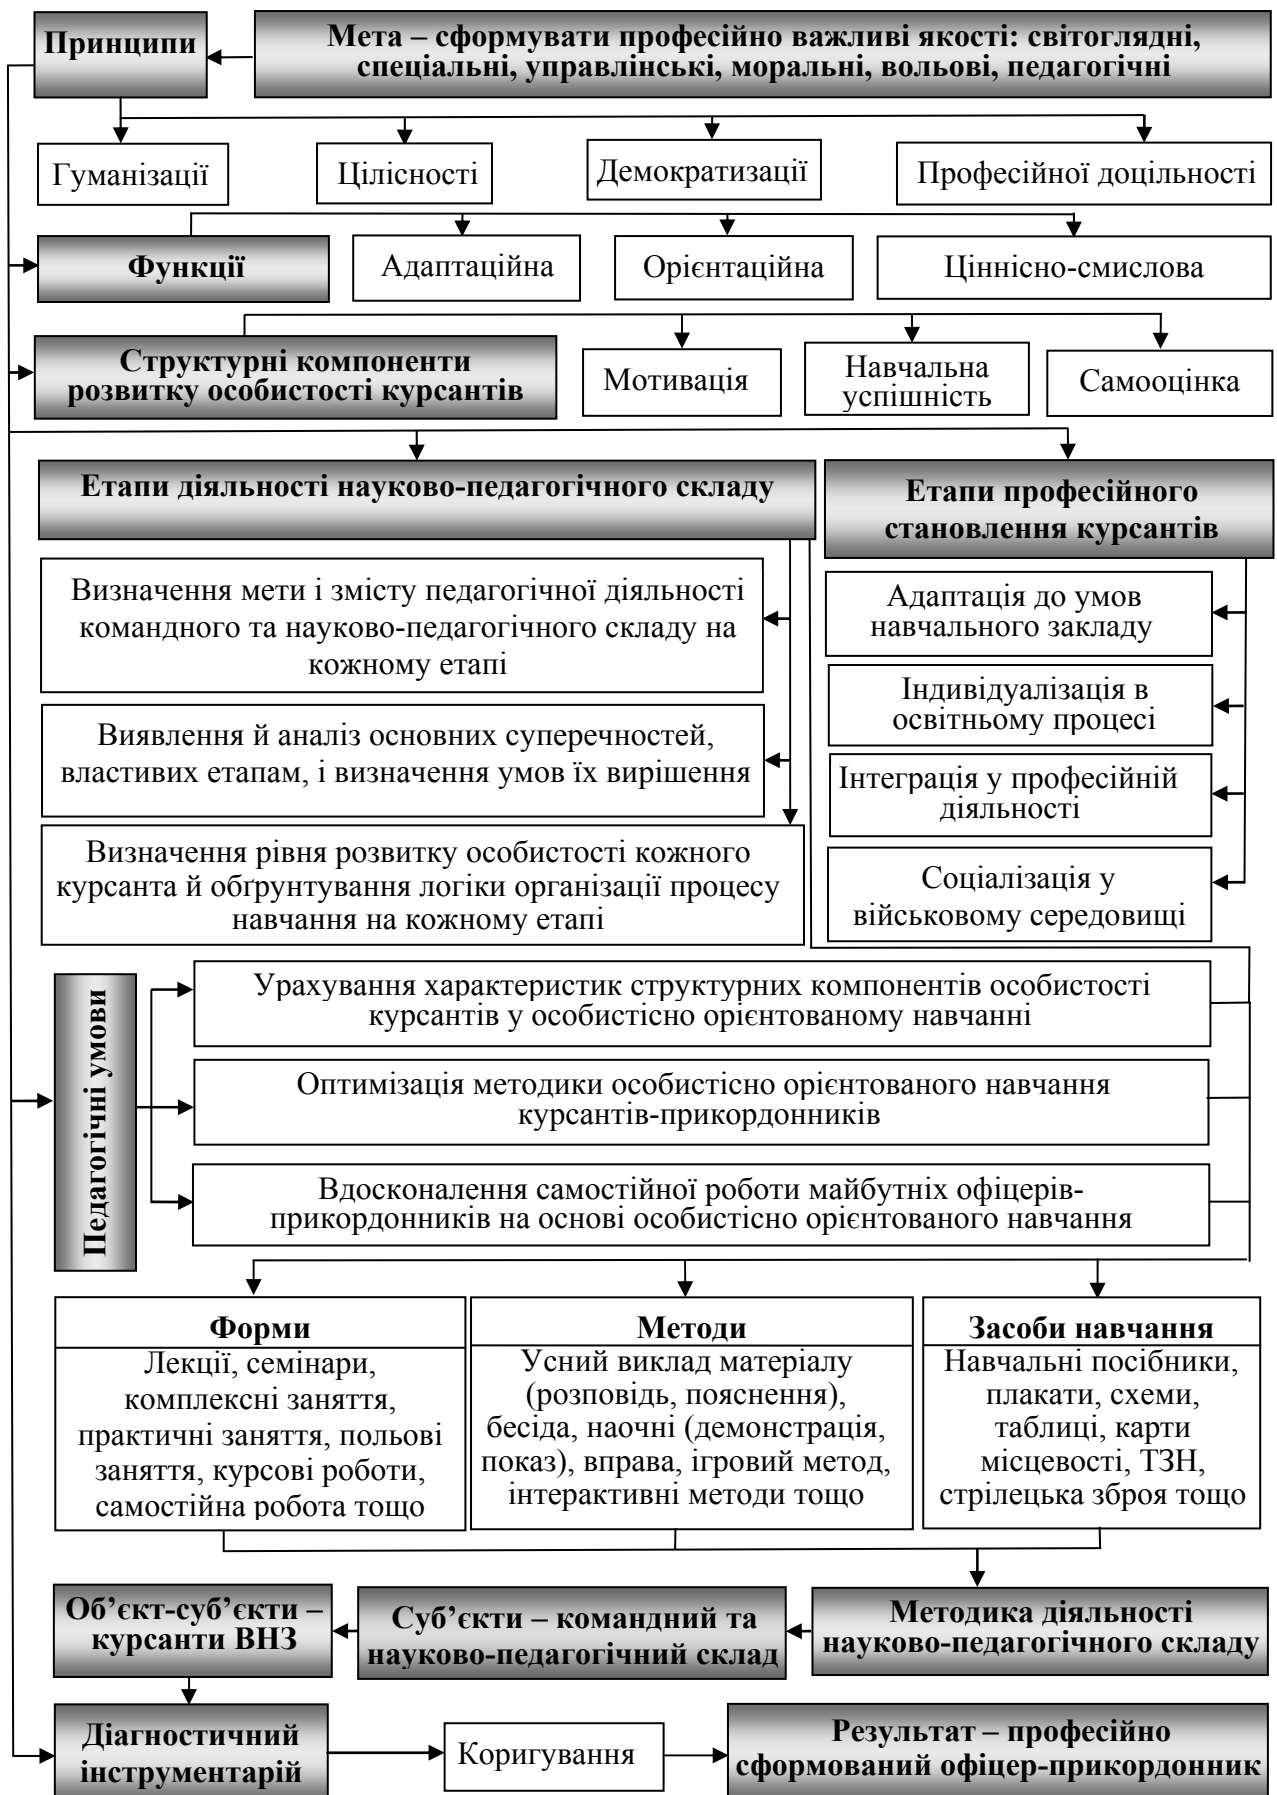 Принципи
Мета – сформувати професійно важливі якості: світоглядні,
спеціальні, управлінські, моральні, вольові, педагогічні
Гуманізації
Цілісності
Демократизації
Професійної доцільності
Функції
Адаптаційна
Орієнтаційна
Ціннісно-смислова
Структурні компоненти
розвитку особистості курсантів
Мотивація
Навчальна
успішність
Самооцінка
Етапи діяльності науково-педагогічного складу
Етапи професійного
становлення курсантів
Визначення мети і змісту педагогічної діяльності
командного та науково-педагогічного складу на
кожному етапі
Виявлення й аналіз основних суперечностей,
властивих етапам, і визначення умов їх вирішення
Визначення рівня розвитку особистості кожного
курсанта й обґрунтування логіки організації процесу
навчання на кожному етапі
Адаптація до умов
навчального закладу
Індивідуалізація в
освітньому процесі
Інтеграція у професійній
діяльності
Соціалізація у
військовому середовищі
Педагогічні умови
Урахування характеристик структурних компонентів особистості
курсантів у особистісно орієнтованому навчанні
Оптимізація методики особистісно орієнтованого навчання
курсантів-прикордонників
Вдосконалення самостійної роботи майбутніх офіцерів-
прикордонників на основі особистісно орієнтованого навчання
Форми
Лекції, семінари,
комплексні заняття,
практичні заняття, польові
заняття, курсові роботи,
самостійна робота тощо
Методи
Усний виклад матеріалу
(розповідь, пояснення),
бесіда, наочні (демонстрація,
показ), вправа, ігровий метод,
інтерактивні методи тощо
Засоби навчання
Навчальні посібники,
плакати, схеми,
таблиці, карти
місцевості, ТЗН,
стрілецька зброя тощо
Об’єкт-суб’єкти –
курсанти ВНЗ
Суб’єкти – командний та
науково-педагогічний склад
Методика діяльності
науково-педагогічного складу
Діагностичний
інструментарій
Коригування
Результат – професійно
сформований офіцер-прикордонник